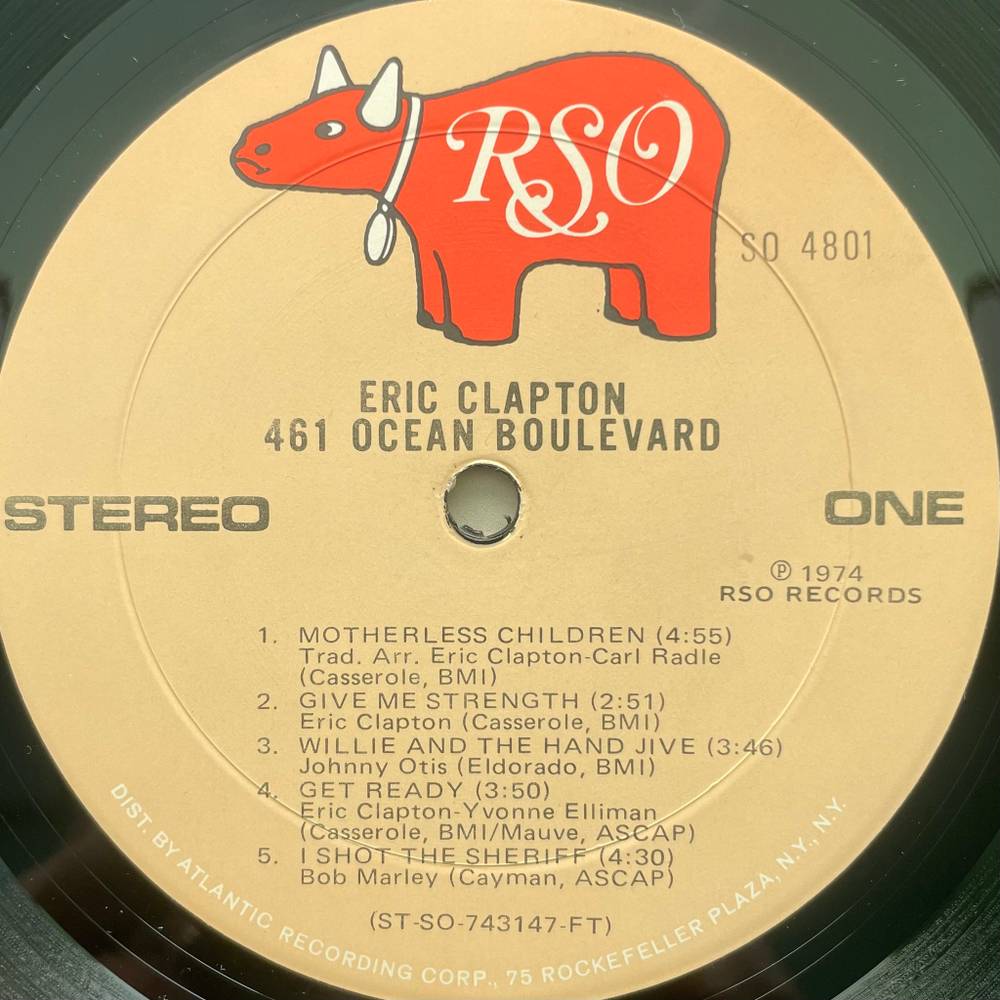 RSO
SO 4801
ERIC CLAPTON
461 OCEAN BOULEVARD
STEREO
ONE
℗ 1974
RSO RECORDS
1. MOTHERLESS CHILDREN (4:55)
Trad. Arr. Eric Clapton-Carl Radle
(Casserole, BMI)
2. GIVE ME STRENGTH (2:51)
Eric Clapton (Casserole, BMI)
3. WILLIE AND THE HAND JIVE (3:46)
Johnny Otis (Eldorado, BMI)
4. GET READY (3:50)
Eric Clapton-Yvonne Elliman
(Casserole, BMI/Mauve, ASCAP)
5. I SHOT THE SHERIFF (4:30)
Bob Marley (Cayman, ASCAP)
(ST-SO-743147-FT)
DIST. BY ATLANTIC RECORDING CORP., 75 ROCKEFELLER PLAZA, N.Y., N.Y.